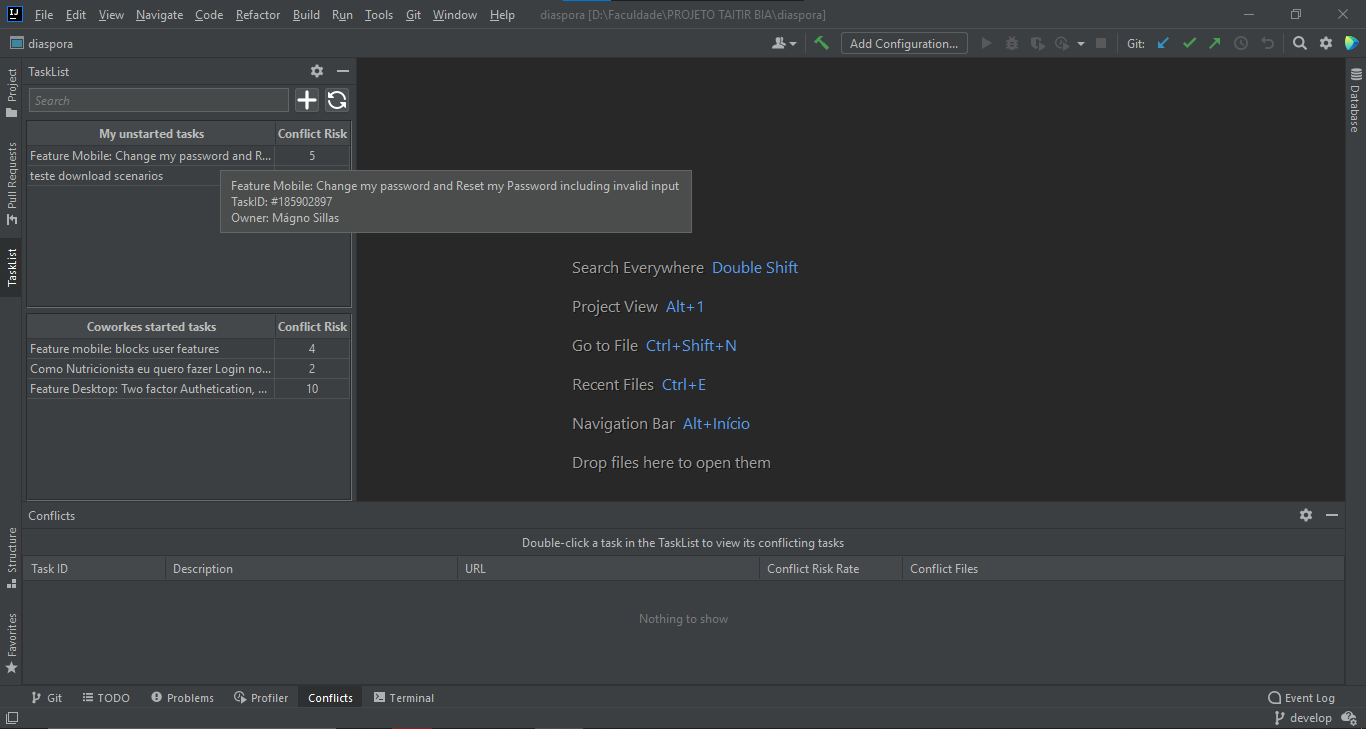 IJ File Edit View Navigate Code Refactor Build Run Tools Git Window Help diaspora [D:\Faculdade\PROJETO TAITIR BIA\diaspora]
diaspora Add Configuration... Git:
Project
Pull Requests
TaskList
Structure
Favorites
Database
TaskList
Search
My unstarted tasks Conflict Risk
Feature Mobile: Change my password and R... 5
teste download scenarios
Feature Mobile: Change my password and Reset my Password including invalid input
TaskID: #185902897
Owner: Mágno Sillas
Coworkes started tasks Conflict Risk
Feature mobile: blocks user features 4
Como Nutricionista eu quero fazer Login no... 2
Feature Desktop: Two factor Authetication, ... 10
Search Everywhere Double Shift
Project View Alt+1
Go to File Ctrl+Shift+N
Recent Files Ctrl+E
Navigation Bar Alt+Início
Drop files here to open them
Conflicts
Double-click a task in the TaskList to view its conflicting tasks
Task ID Description URL Conflict Risk Rate Conflict Files
Nothing to show
Git TODO Problems Profiler Conflicts Terminal Event Log
develop